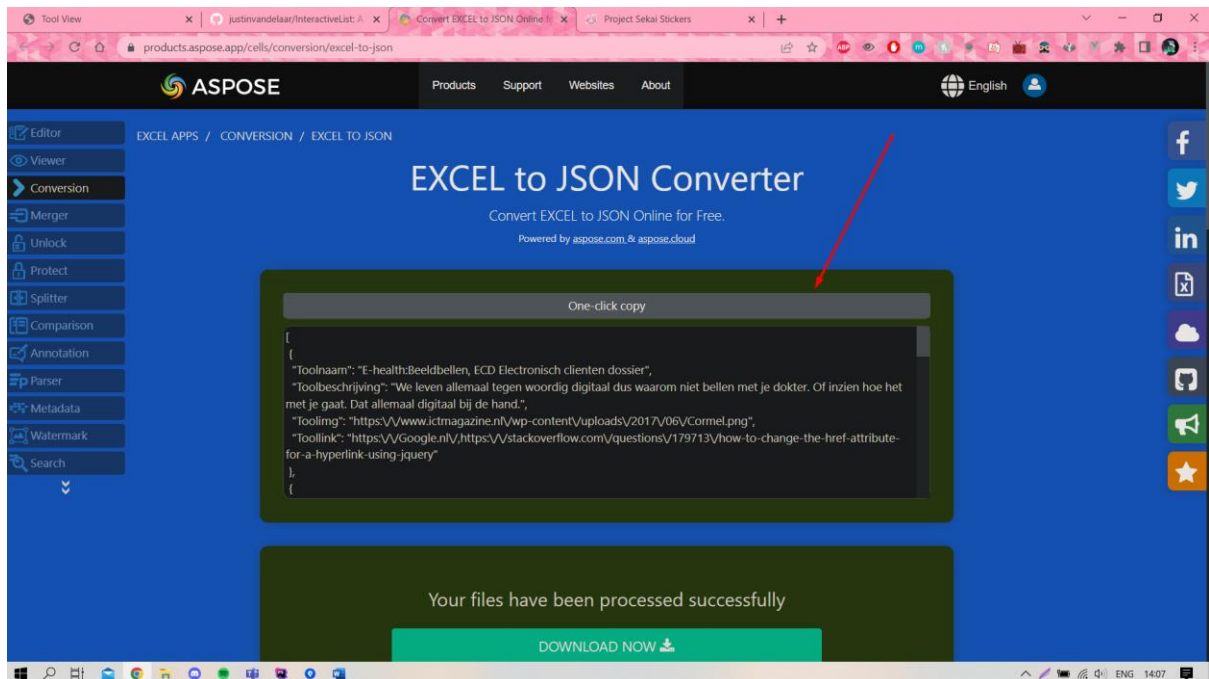 Tool View
justinvandelaar/InteractiveList: A
Convert EXCEL to JSON Online f
Project Sekai Stickers
products.aspose.app/cells/conversion/excel-to-json
ASPOSE
Products
Support
Websites
About
English
Editor
Viewer
Conversion
Merger
Unlock
Protect
Splitter
Comparison
Annotation
Parser
Metadata
Watermark
Search
EXCEL APPS / CONVERSION / EXCEL TO JSON
EXCEL to JSON Converter
Convert EXCEL to JSON Online for Free.
Powered by aspose.com & aspose.cloud
One-click copy
[
{
"Toolnaam": "E-health:Beeldbellen, ECD Electronisch clienten dossier",
"Toolbeschrijving": "We leven allemaal tegen woordig digitaal dus waarom niet bellen met je dokter. Of inzien hoe het
met je gaat. Dat allemaal digitaal bij de hand.",
"Toolimg": "https:\/\/www.ictmagazine.nl\/wp-content\/uploads\/2017\/06\/Cormel.png",
"Toollink": "https:\/\/Google.nl\/,https:\/\/stackoverflow.com\/questions\/179713\/how-to-change-the-href-attribute-
for-a-hyperlink-using-jquery"
},
{
Your files have been processed successfully
DOWNLOAD NOW
ENG 14:07